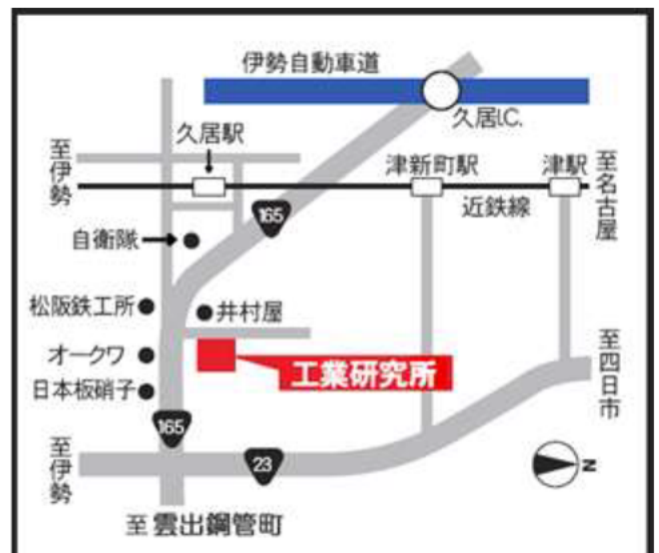 伊勢自動車道
久居I.C.
久居駅
至伊勢
津新町駅
津駅
至名古屋
近鉄線
165
自衛隊
松阪鉄工所
井村屋
オークワ
工業研究所
日本板硝子
至四日市
165
23
至伊勢
N
至 雲出鋼管町